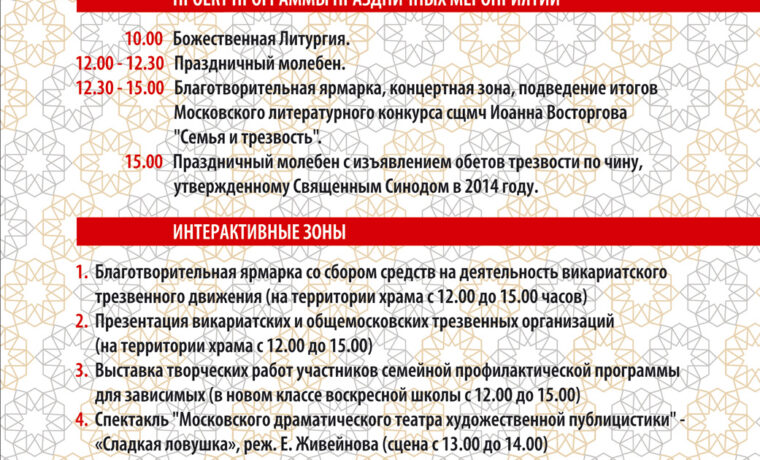 ПРОЕКТ ПРОГРАММЫ ПРАЗДНИЧНЫХ МЕРОПРИЯТИЙ
10.00 Божественная Литургия.
12.00 - 12.30 Праздничный молебен.
12.30 - 15.00 Благотворительная ярмарка, концертная зона, подведение итогов
Московского литературного конкурса сщмч Иоанна Восторгова
"Семья и трезвость".
15.00 Праздничный молебен с изъявлением обетов трезвости по чину,
утвержденному Священным Синодом в 2014 году.
ИНТЕРАКТИВНЫЕ ЗОНЫ
1. Благотворительная ярмарка со сбором средств на деятельность викариатского
трезвенного движения (на территории храма с 12.00 до 15.00 часов)
2. Презентация викариатских и общемосковских трезвенных организаций
(на территории храма с 12.00 до 15.00)
3. Выставка творческих работ участников семейной профилактической программы
для зависимых (в новом классе воскресной школы с 12.00 до 15.00)
4. Спектакль "Московского драматического театра художественной публицистики" -
«Сладкая ловушка», реж. Е. Живейнова (сцена с 13.00 до 14.00)